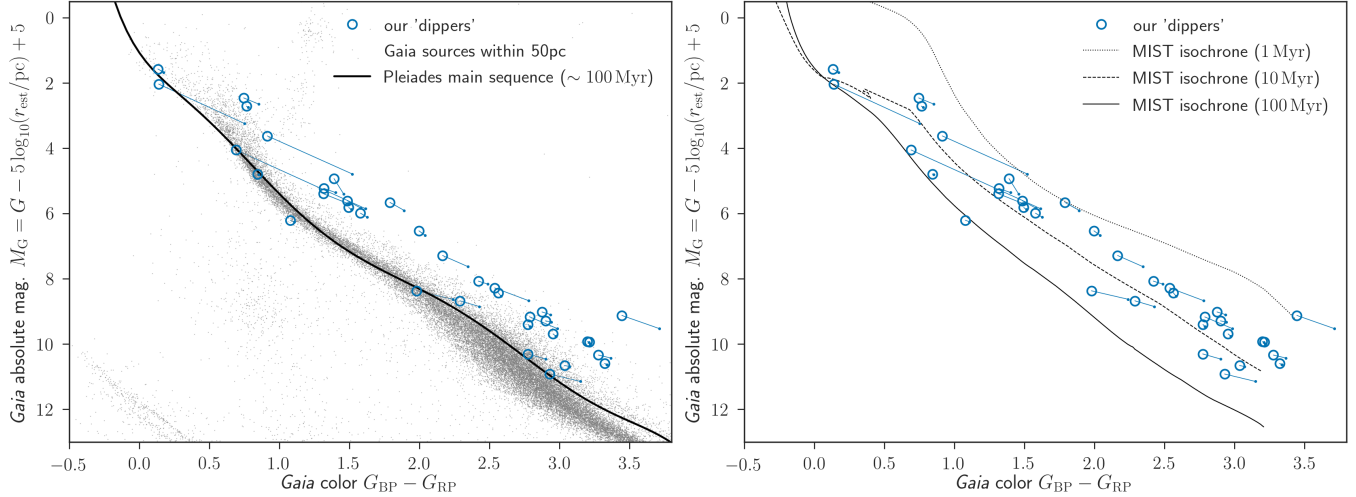 our 'dippers'
Gaia sources within 50pc
Pleiades main sequence (∼ 100 Myr)
0
2
4
6
8
10
12
Gaia absolute mag. M_G = G − 5 log₁₀(r_est/pc) + 5
−0.5 0.0 0.5 1.0 1.5 2.0 2.5 3.0 3.5
Gaia color G_BP − G_RP
our 'dippers'
MIST isochrone (1 Myr)
MIST isochrone (10 Myr)
MIST isochrone (100 Myr)
0
2
4
6
8
10
12
Gaia absolute mag. M_G = G − 5 log₁₀(r_est/pc) + 5
−0.5 0.0 0.5 1.0 1.5 2.0 2.5 3.0 3.5
Gaia color G_BP − G_RP